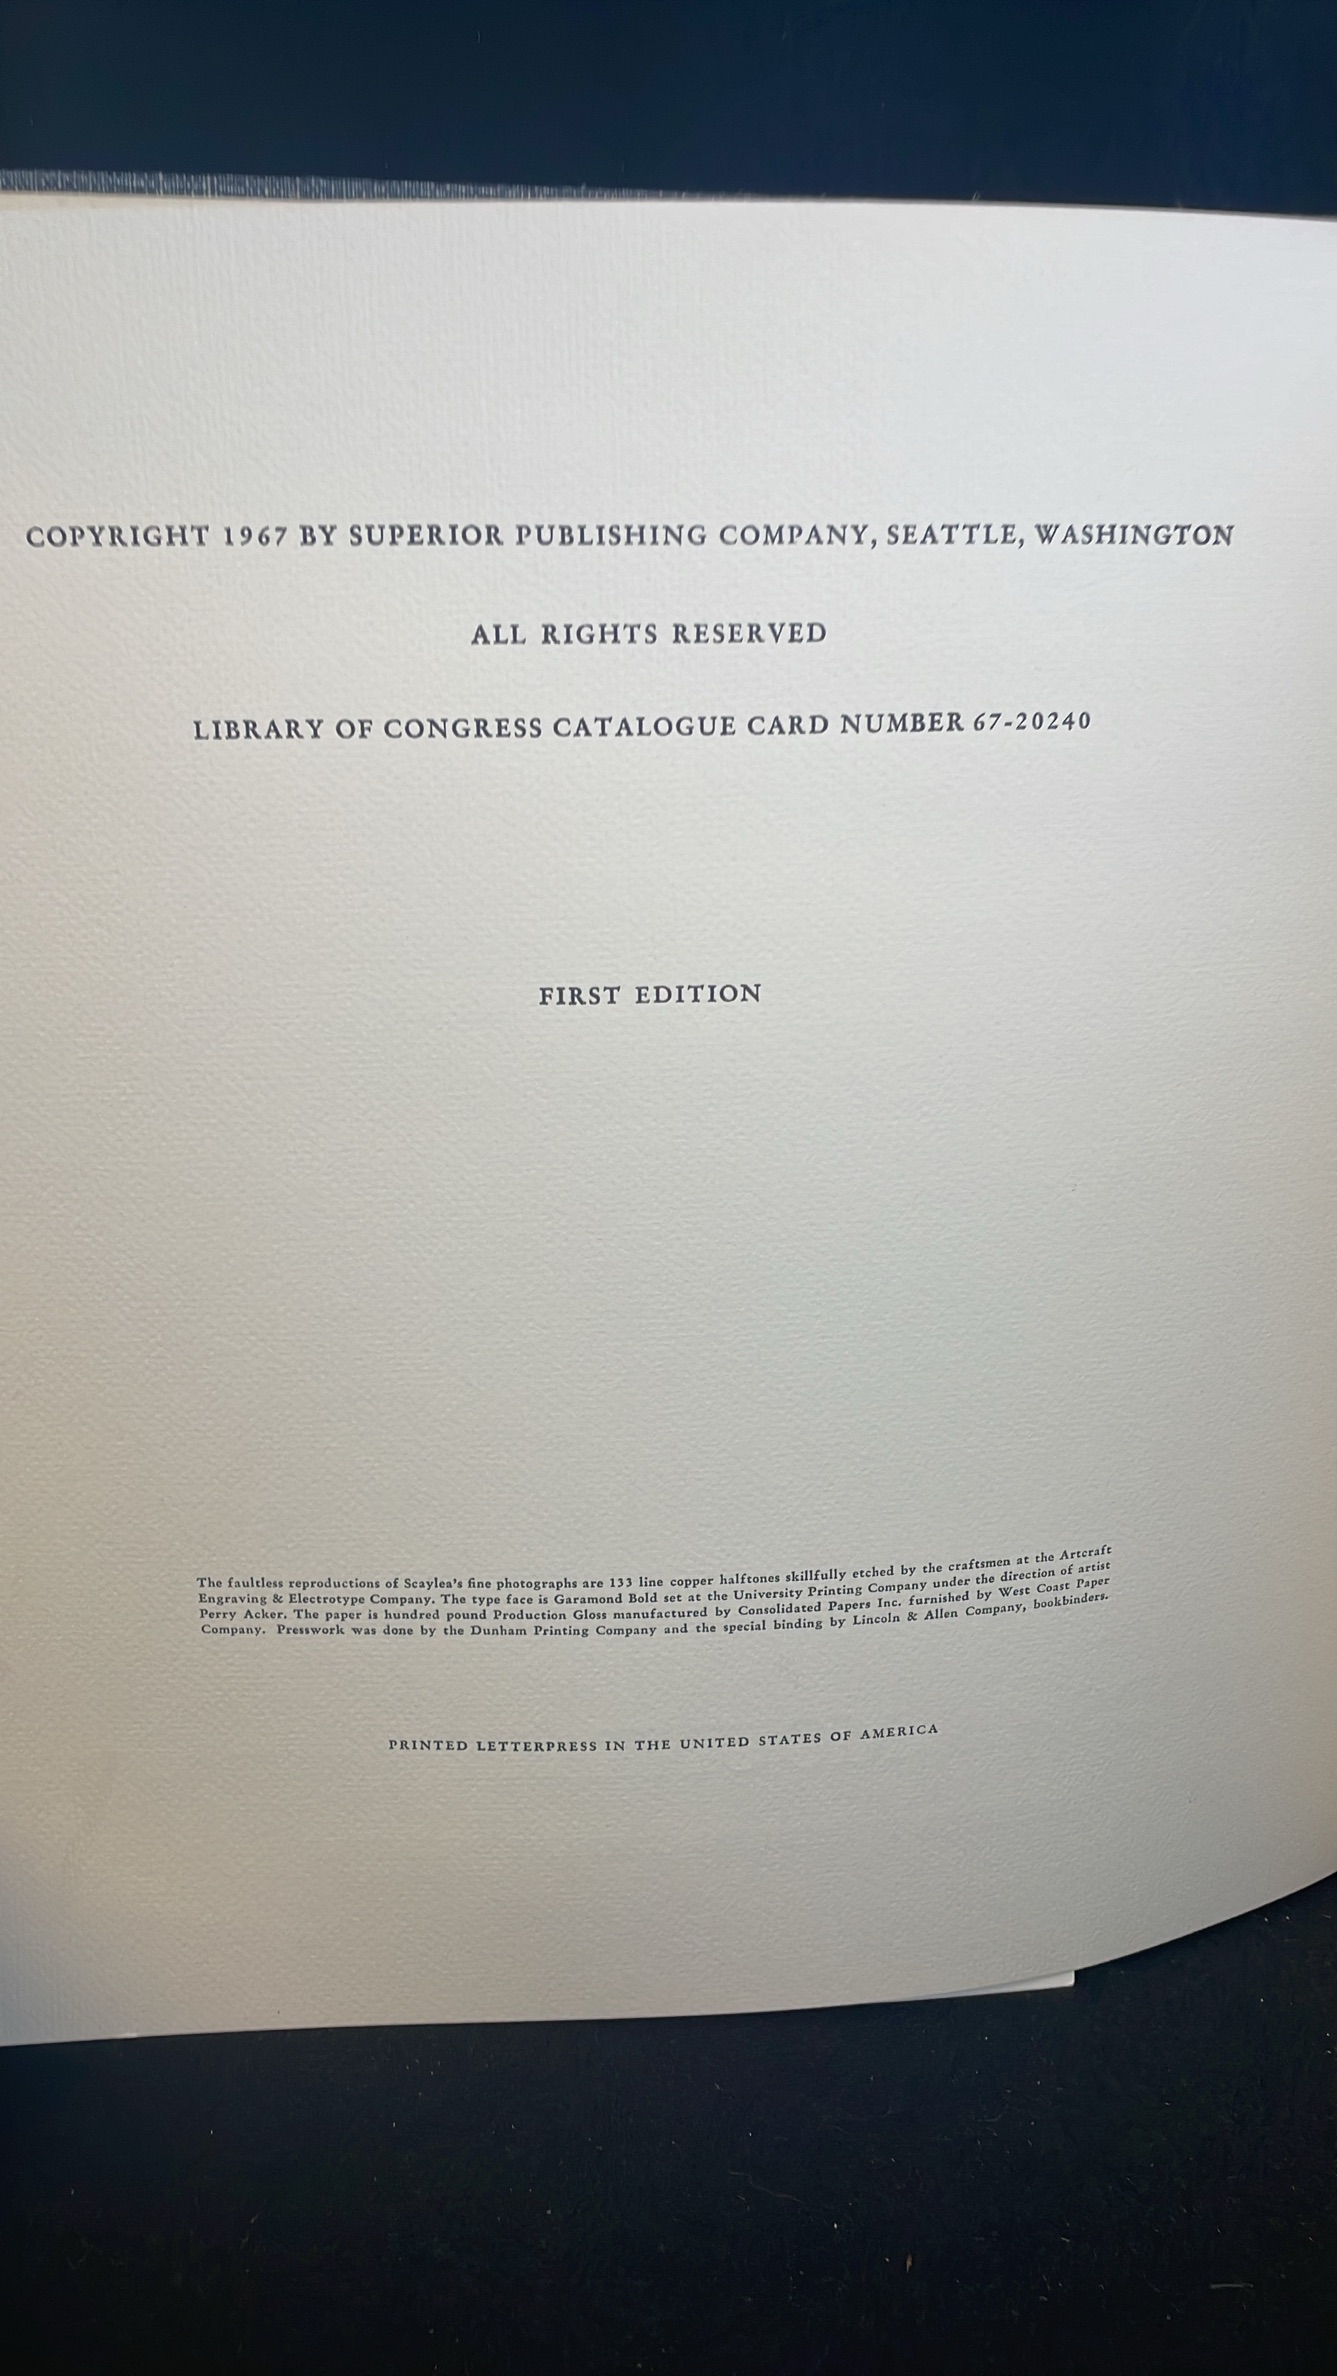 COPYRIGHT 1967 BY SUPERIOR PUBLISHING COMPANY, SEATTLE, WASHINGTON
ALL RIGHTS RESERVED
LIBRARY OF CONGRESS CATALOGUE CARD NUMBER 67-20240
FIRST EDITION
The faultless reproductions of Scaylea's fine photographs are 133 line copper halftones skillfully etched by the craftsmen at the Artcraft
Engraving & Electrotype Company. The type face is Garamond Bold set at the University Printing Company under the direction of artist
Perry Acker. The paper is hundred pound Production Gloss manufactured by Consolidated Papers Inc. furnished by West Coast Paper
Company. Presswork was done by the Dunham Printing Company and the special binding by Lincoln & Allen Company, bookbinders.
PRINTED LETTERPRESS IN THE UNITED STATES OF AMERICA